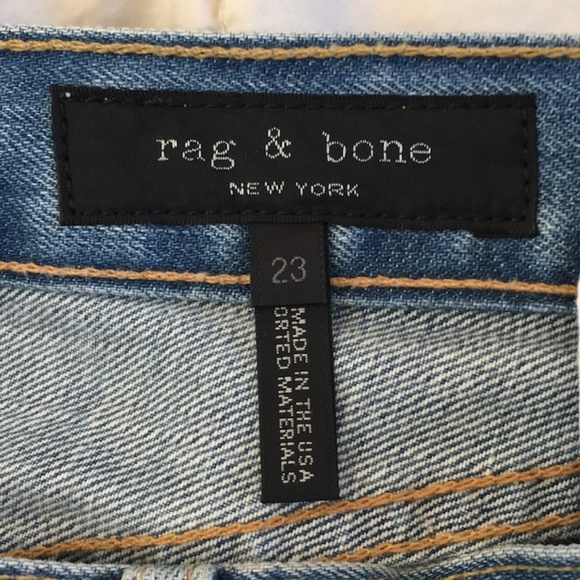 rag & bone
NEW YORK
23
MADE IN THE USA
ORTED MATERIALS